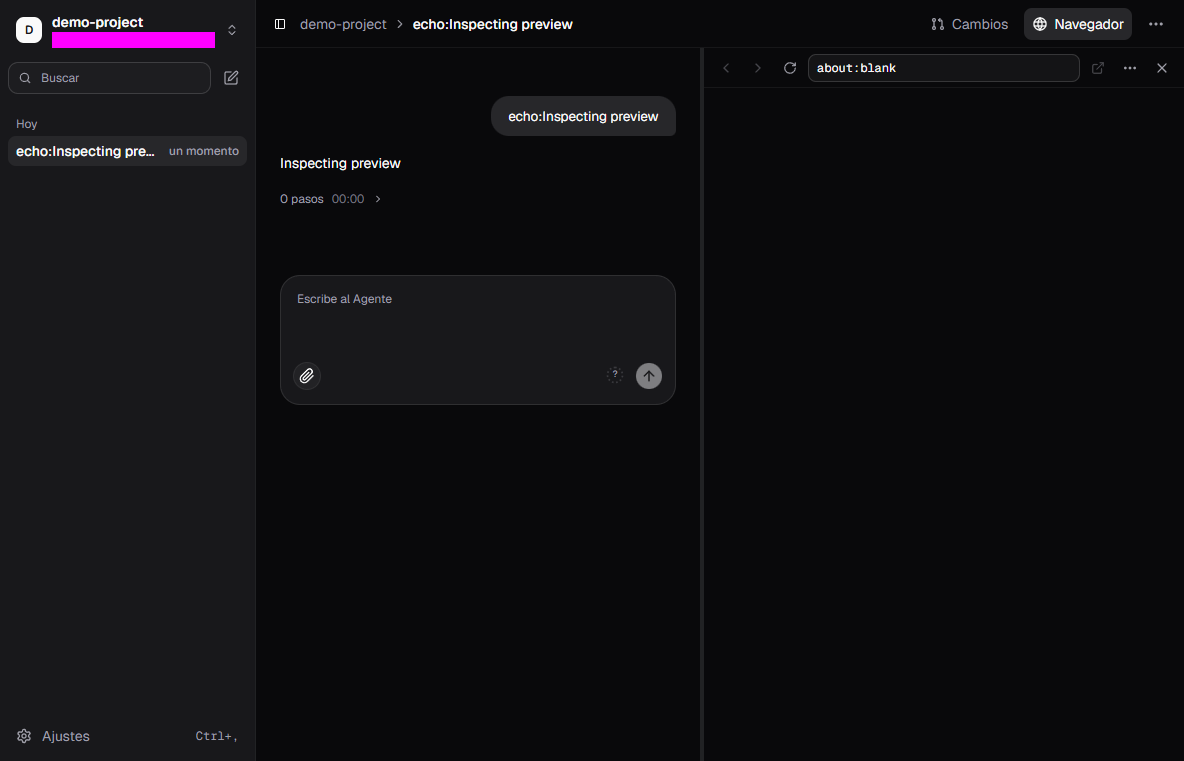 D
demo-project
Buscar
Hoy
echo:Inspecting pre... un momento
Ajustes Ctrl+,
demo-project > echo:Inspecting preview
Cambios
Navegador
echo:Inspecting preview
Inspecting preview
0 pasos 00:00
Escribe al Agente
?
about:blank